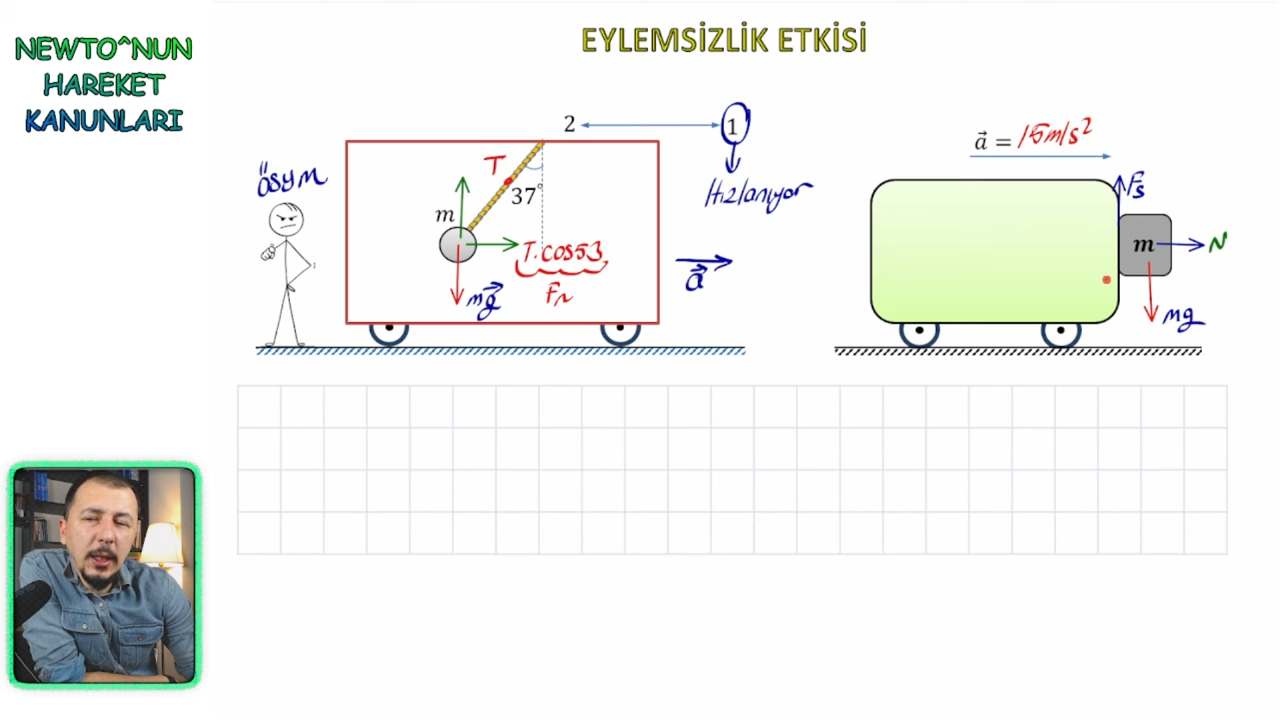 NEWTO^NUN
HAREKET
KANUNLARI
EYLEMSİZLİK ETKİSİ
ösym
2
1
Hızlanıyor
T
37°
m
T.cos53
Fn
mg
a
a = 15m/s²
Fs
m
N
mg